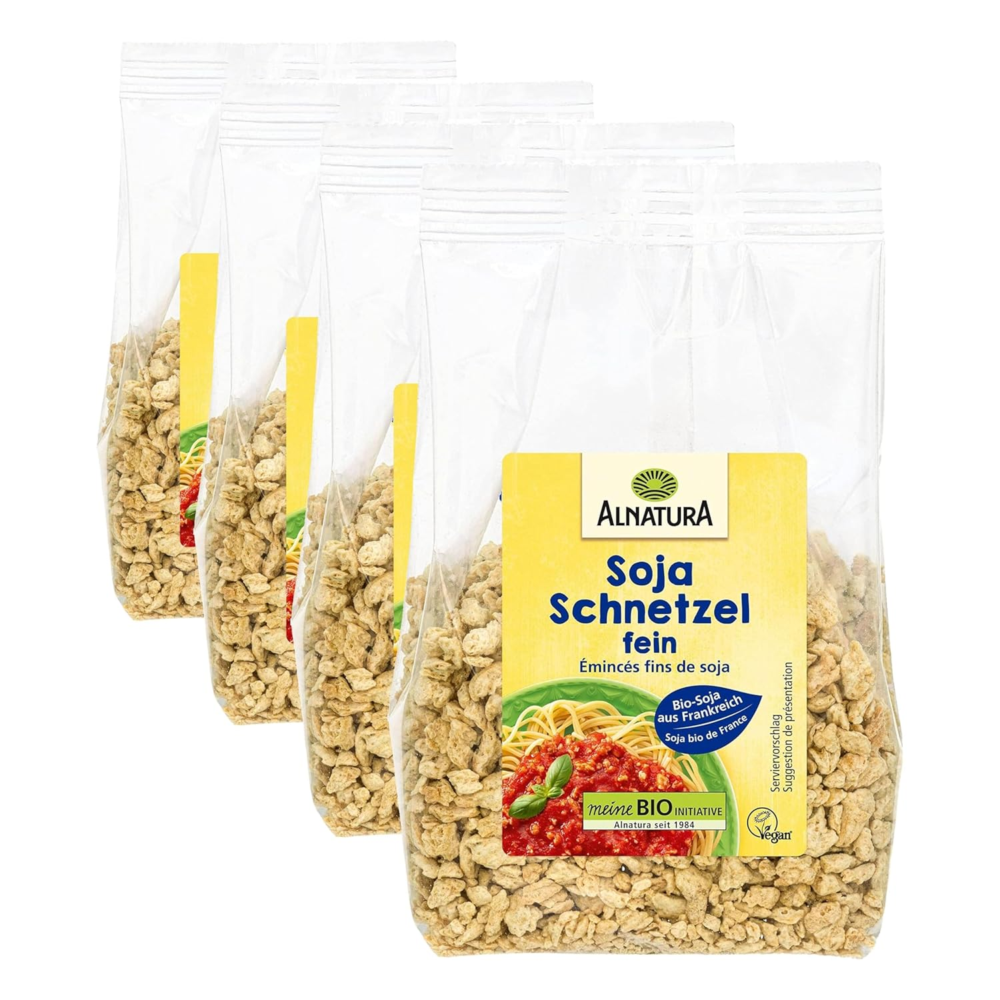 ALNATURA
Soja
Schnetzel
fein
Émincés fins de soja
Bio-Soja
aus Frankreich
Soja bio de France
Serviervorschlag
Suggestion de présentation
meine BIO INITIATIVE
Alnatura seit 1984
Vegan